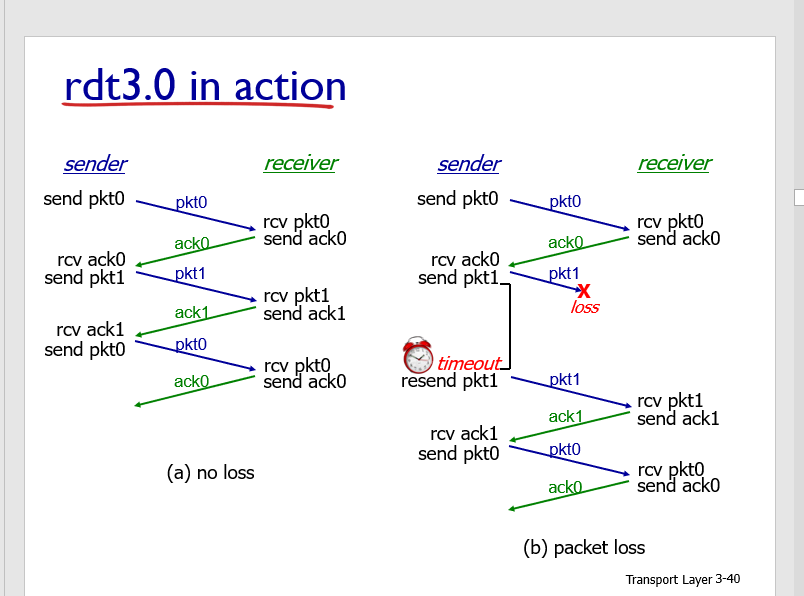 rdt3.0 in action
sender
receiver
send pkt0
pkt0
rcv pkt0
send ack0
ack0
rcv ack0
send pkt1
pkt1
rcv pkt1
send ack1
ack1
rcv ack1
send pkt0
pkt0
rcv pkt0
send ack0
ack0
(a) no loss
sender
receiver
send pkt0
pkt0
rcv pkt0
send ack0
ack0
rcv ack0
send pkt1
pkt1
X
loss
timeout
resend pkt1
pkt1
rcv pkt1
send ack1
ack1
rcv ack1
send pkt0
pkt0
rcv pkt0
send ack0
ack0
(b) packet loss
Transport Layer 3-40